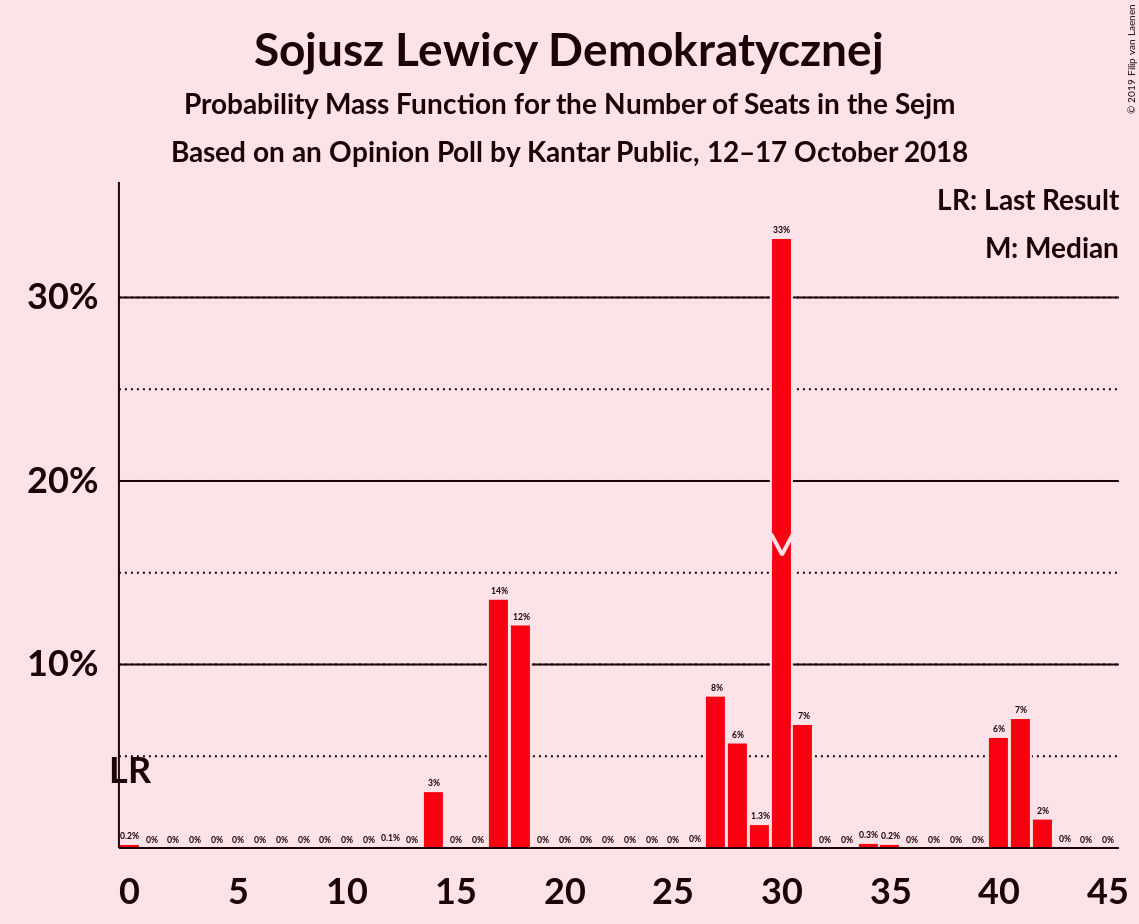 Sojusz Lewicy Demokratycznej
Probability Mass Function for the Number of Seats in the Sejm
Based on an Opinion Poll by Kantar Public, 12–17 October 2018
© 2019 Filip van Laenen
LR: Last Result
M: Median
30%
20%
10%
LR
0.2% 0% 0% 0% 0% 0% 0% 0% 0% 0% 0% 0% 0.1% 0% 3% 0% 0% 14% 12% 0% 0% 0% 0% 0% 0% 0% 0% 8% 6% 1.3% 33% 7% 0% 0% 0.3% 0.2% 0% 0% 0% 0% 6% 7% 2% 0% 0% 0%
0 5 10 15 20 25 30 35 40 45